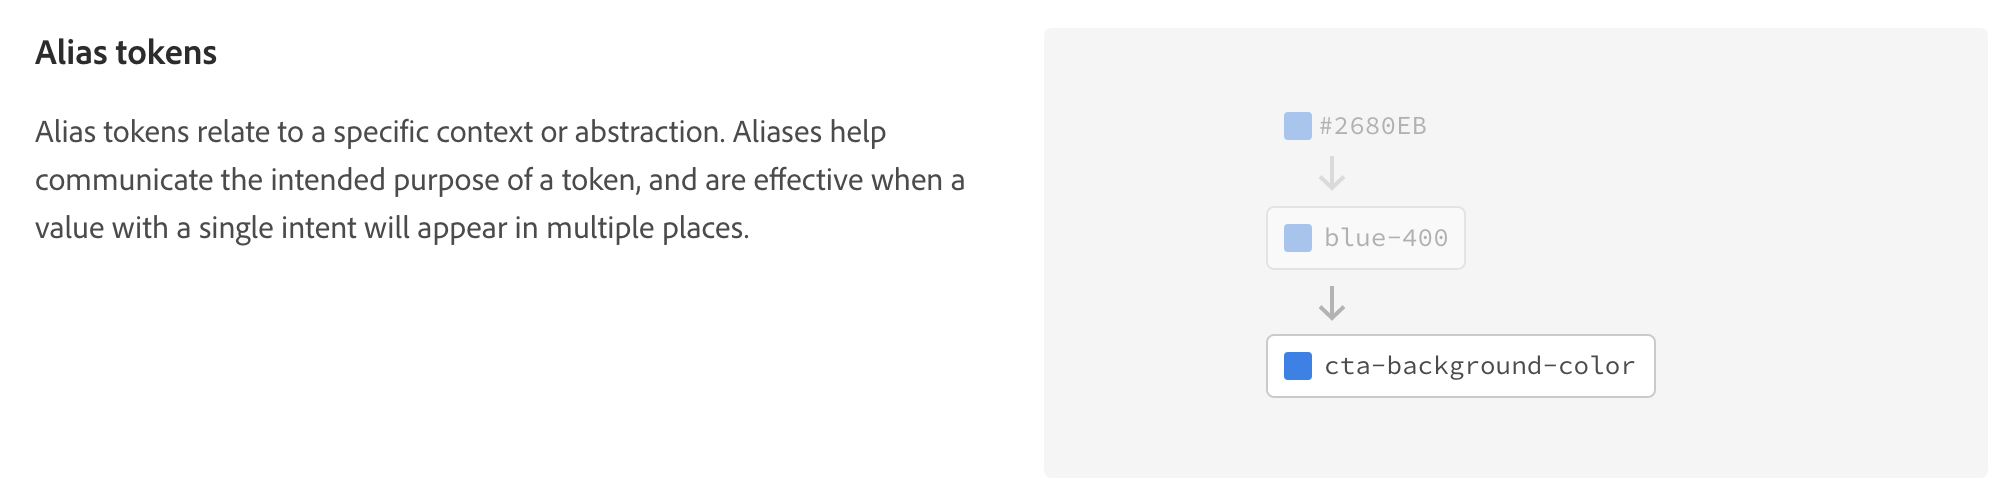 Alias tokens
Alias tokens relate to a specific context or abstraction. Aliases help
communicate the intended purpose of a token, and are effective when a
value with a single intent will appear in multiple places.
#2680EB
blue-400
cta-background-color